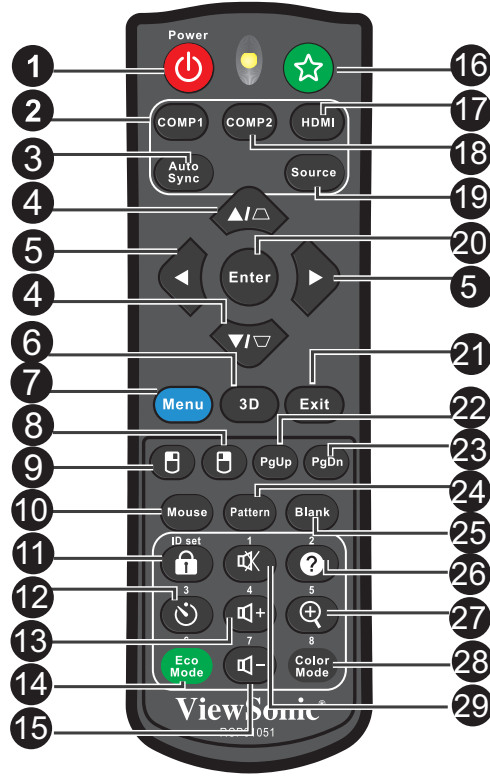 Power
1
16
2
COMP1
COMP2
HDMI
17
18
3
Auto
Sync
Source
19
4
20
5
Enter
5
4
6
21
7
Menu
3D
Exit
8
22
9
PgUp
PgDn
23
10
Mouse
Pattern
Blank
24
25
ID set
1
2
11
?
26
12
3
4
5
27
13
+
7
8
14
Eco
Mode
-
Color
Mode
28
15
ViewSonic®
29